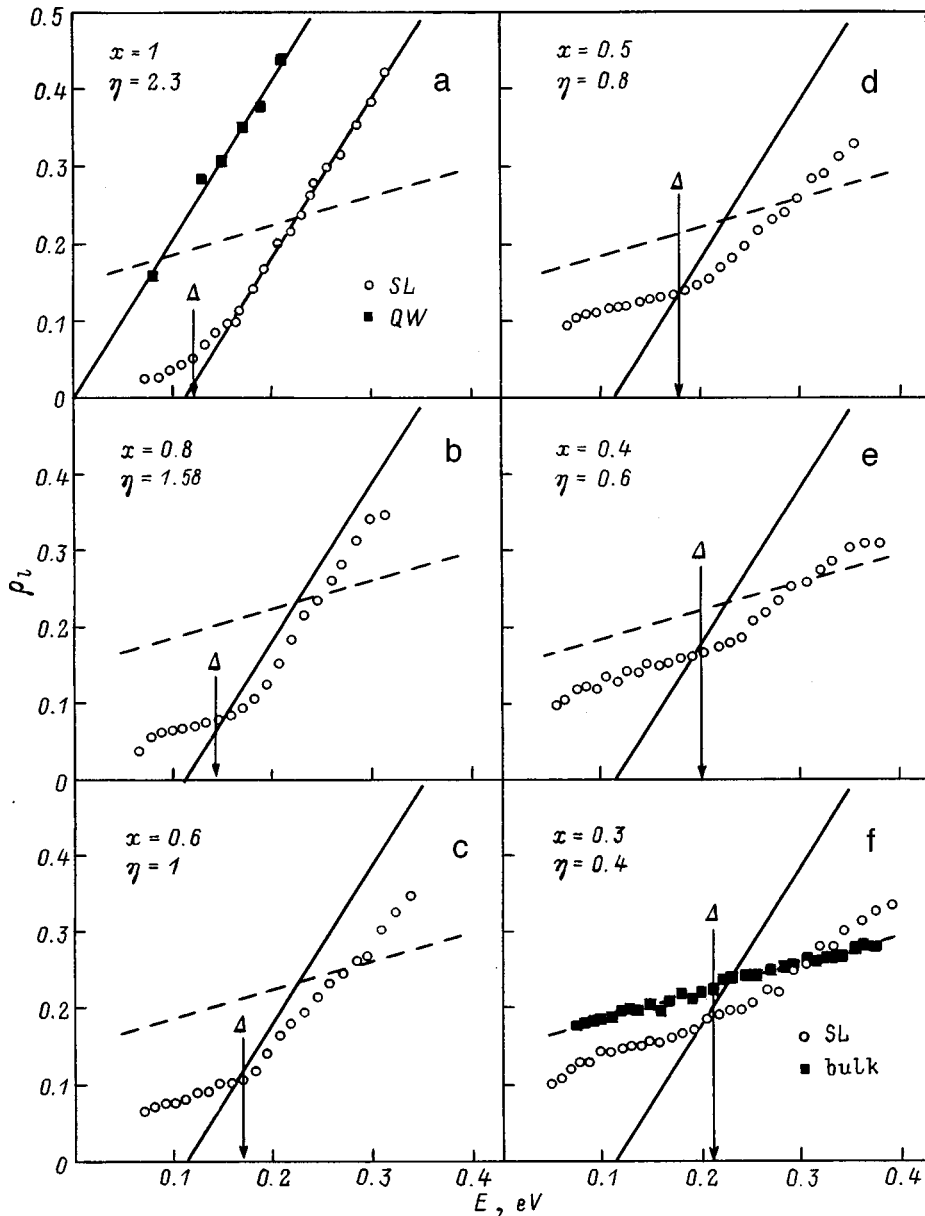 0.5
0.4
0.3
0.2
0.1
0
x = 1
η = 2.3
a
Δ
SL
QW
x = 0.5
η = 0.8
d
Δ
0.4
0.3
0.2
0.1
0
x = 0.8
η = 1.58
b
Δ
x = 0.4
η = 0.6
e
Δ
ρl
0.4
0.3
0.2
0.1
0
x = 0.6
η = 1
c
Δ
x = 0.3
η = 0.4
f
Δ
SL
bulk
0.1 0.2 0.3 0.1 0.2 0.3 0.4
E, eV